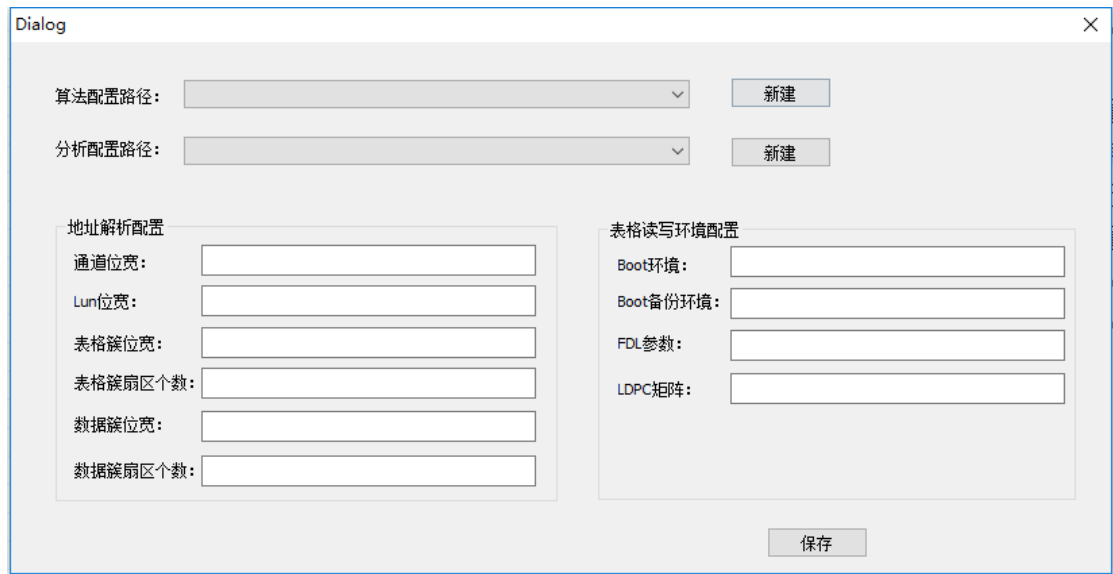 Dialog
算法配置路径：
新建
分析配置路径：
新建
地址解析配置
通道位宽：
Lun位宽：
表格簇位宽：
表格簇扇区个数：
数据簇位宽：
数据簇扇区个数：
表格读写环境配置
Boot环境：
Boot备份环境：
FDL参数：
LDPC矩阵：
保存